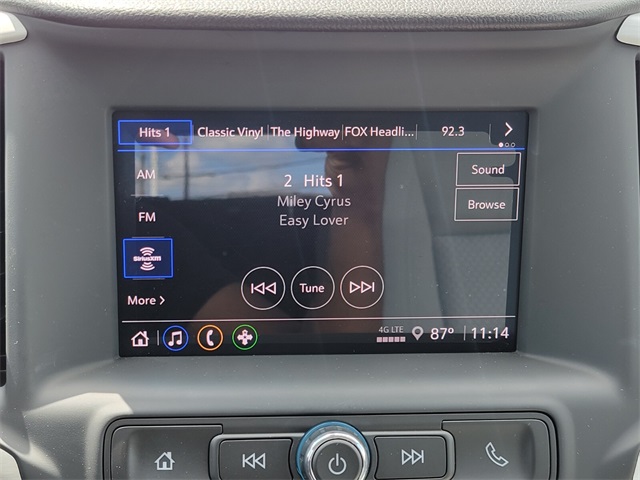 Hits 1 Classic Vinyl The Highway FOX Headli... 92.3
AM
2 Hits 1
Sound
Miley Cyrus
Browse
FM
Easy Lover
SiriusXM
Tune
More
4G LTE 87° 11:14